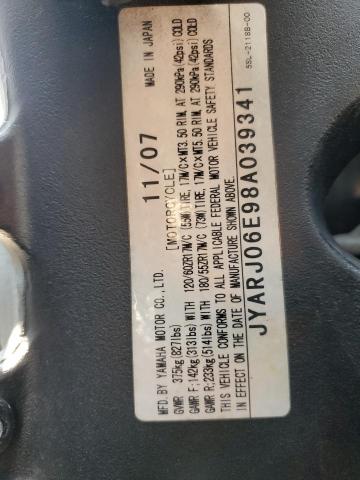 MFD.BY YAMAHA MOTOR CO.,LTD. 11/07 MADE IN JAPAN
[MOTORCYCLE]
GVWR 375kg(827lbs)
GAWR F;142kg(313lbs)WITH 120/60ZR17M/C (55W)TIRE, 17M/C×MT3.50 RIM, AT 290kPa(42psi)COLD
GAWR R;233kg(514lbs)WITH 180/55ZR17M/C (73W)TIRE, 17M/C×MT5.50 RIM, AT 290kPa(42psi)COLD
THIS VEHICLE CONFORMS TO ALL APPLICABLE FEDERAL MOTOR VEHICLE SAFETY STANDARDS
IN EFFECT ON THE DATE OF MANUFACTURE SHOWN ABOVE.
JYARJ06E98A039341
5SL-2118B-00